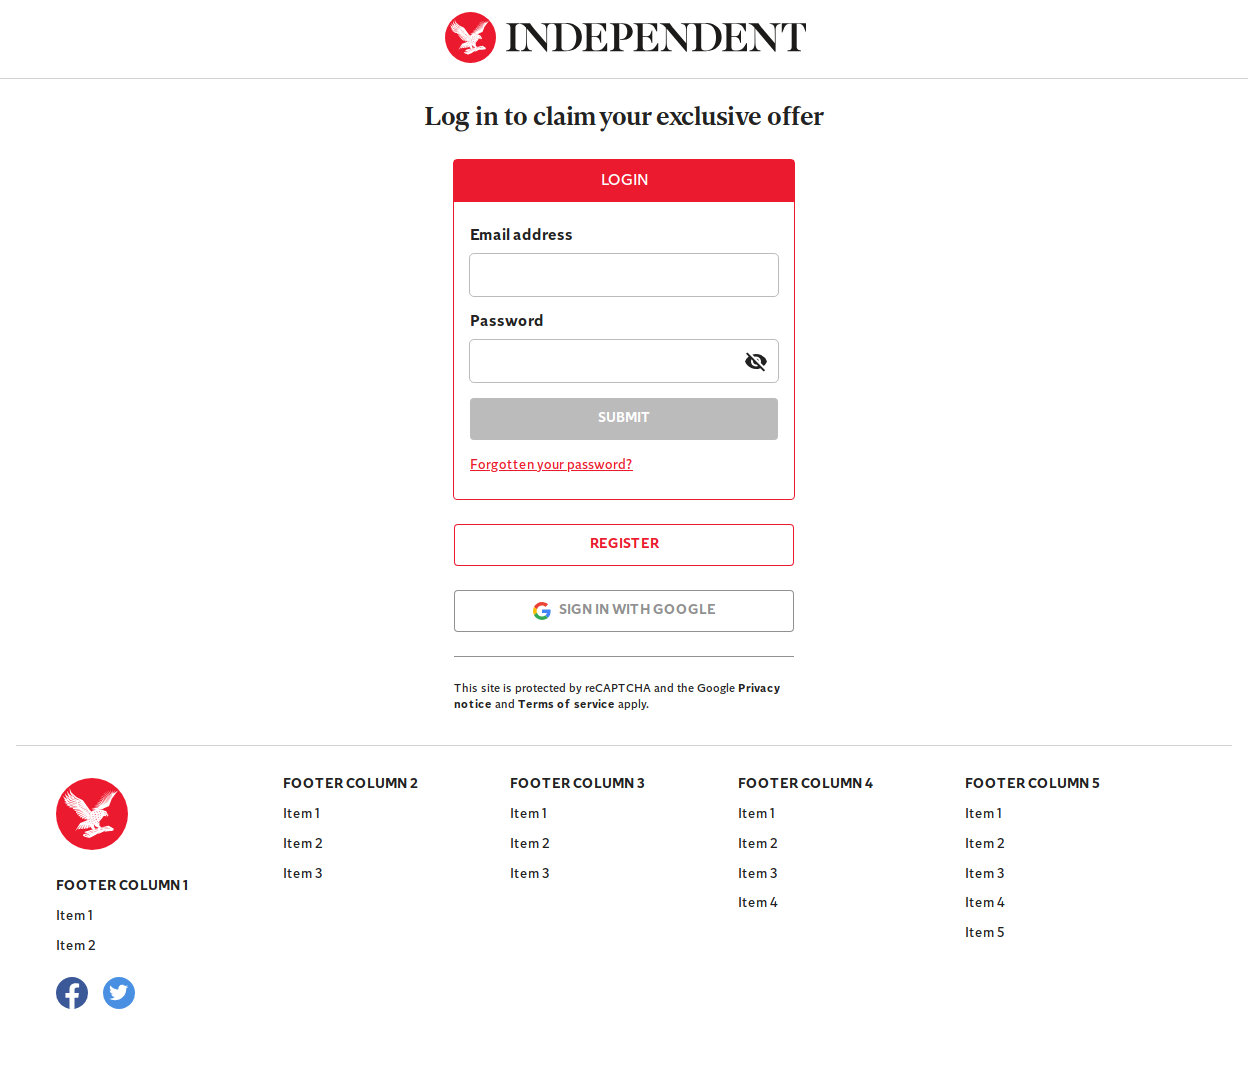 INDEPENDENT
Log in to claim your exclusive offer
LOGIN
Email address
Password
SUBMIT
Forgotten your password?
REGISTER
SIGN IN WITH GOOGLE
This site is protected by reCAPTCHA and the Google Privacy
notice and Terms of service apply.
FOOTER COLUMN 1
Item 1
Item 2
FOOTER COLUMN 2
Item 1
Item 2
Item 3
FOOTER COLUMN 3
Item 1
Item 2
Item 3
FOOTER COLUMN 4
Item 1
Item 2
Item 3
Item 4
FOOTER COLUMN 5
Item 1
Item 2
Item 3
Item 4
Item 5